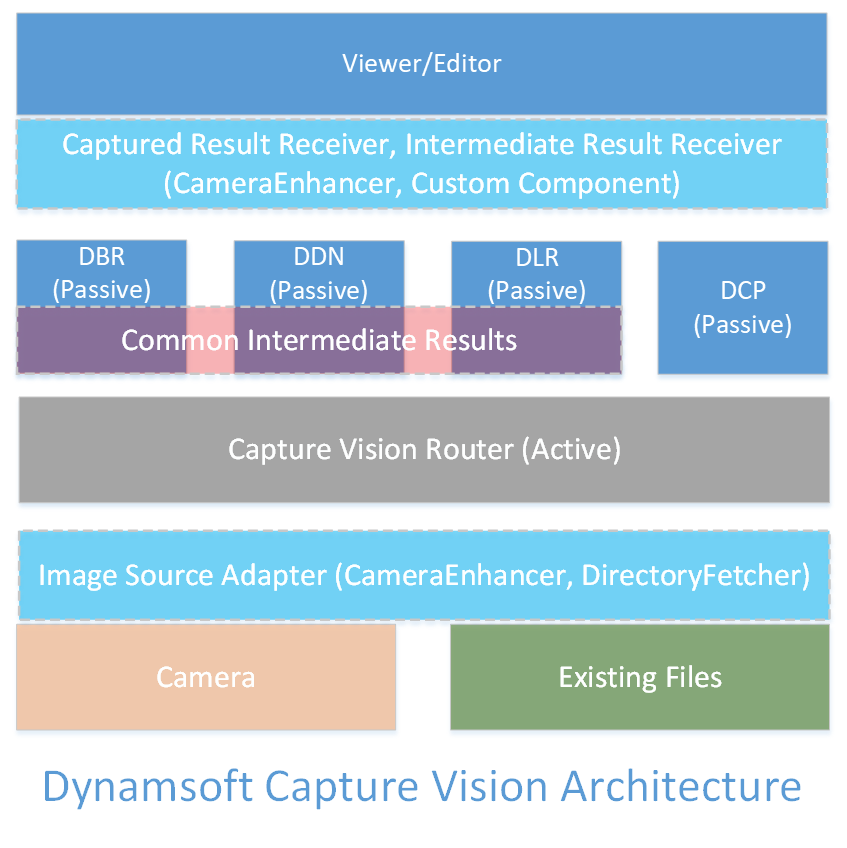 Viewer/Editor
Captured Result Receiver, Intermediate Result Receiver
(CameraEnhancer, Custom Component)
DBR
(Passive)
DDN
(Passive)
DLR
(Passive)
DCP
(Passive)
Common Intermediate Results
Capture Vision Router (Active)
Image Source Adapter (CameraEnhancer, DirectoryFetcher)
Camera
Existing Files
Dynamsoft Capture Vision Architecture